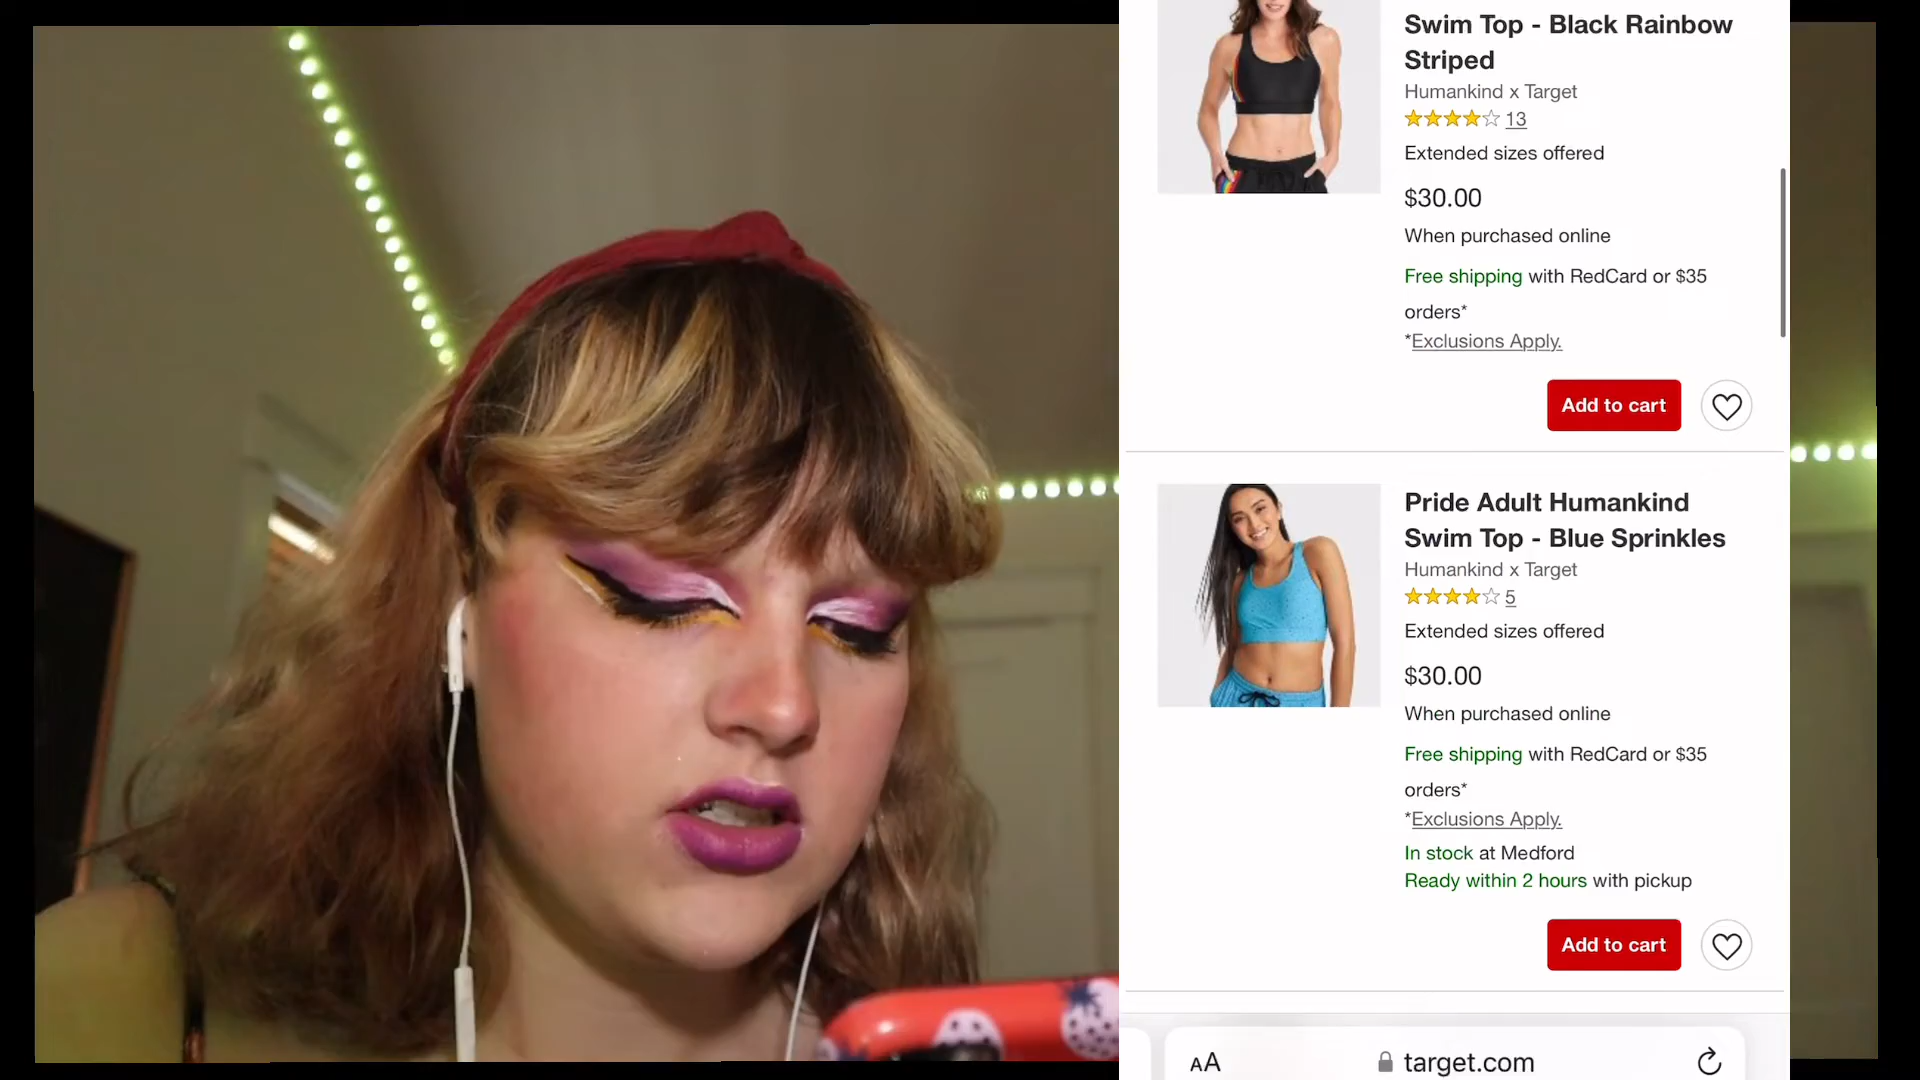 Swim Top - Black Rainbow
Striped
Humankind x Target
13
Extended sizes offered
$30.00
When purchased online
Free shipping with RedCard or $35
orders*
*Exclusions Apply.
Add to cart
Pride Adult Humankind
Swim Top - Blue Sprinkles
Humankind x Target
5
Extended sizes offered
$30.00
When purchased online
Free shipping with RedCard or $35
orders*
*Exclusions Apply.
In stock at Medford
Ready within 2 hours with pickup
Add to cart
AA
target.com